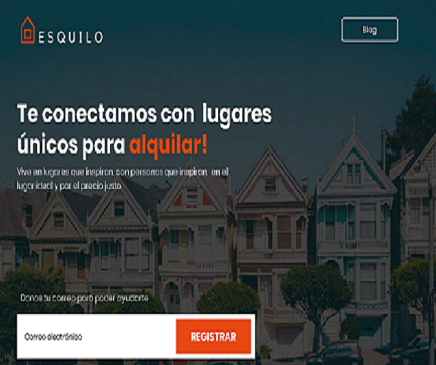 ESQUILO
Blog
Te conectamos con lugares
únicos para alquilar!
Vive en lugares que inspiran, con personas que inspiran, en el
lugar ideal y por el precio justo.
Danos tu correo para poder ayudarte
Correo electrónico
REGISTRAR